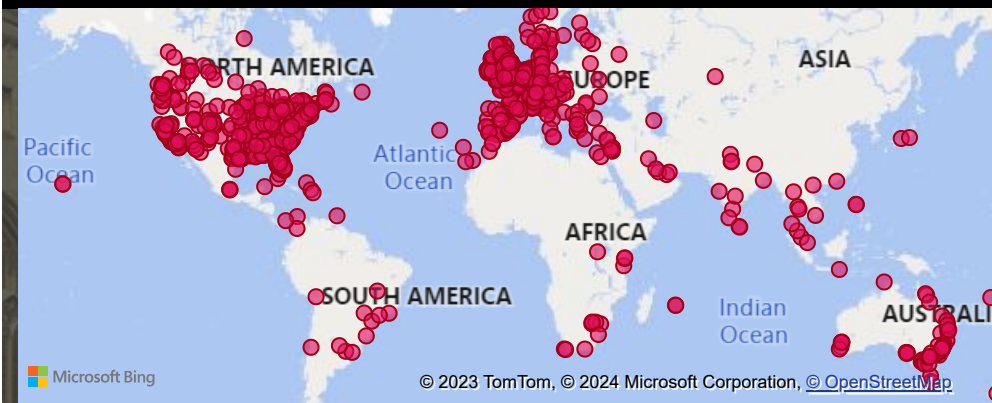 ASIA
RTH AMERICA
EUROPE
Pacific
Ocean
Atlantic
Ocean
AFRICA
SOUTH AMERICA
Indian
Ocean
AUSTRALI
Microsoft Bing
© 2023 TomTom, © 2024 Microsoft Corporation, © OpenStreetMap